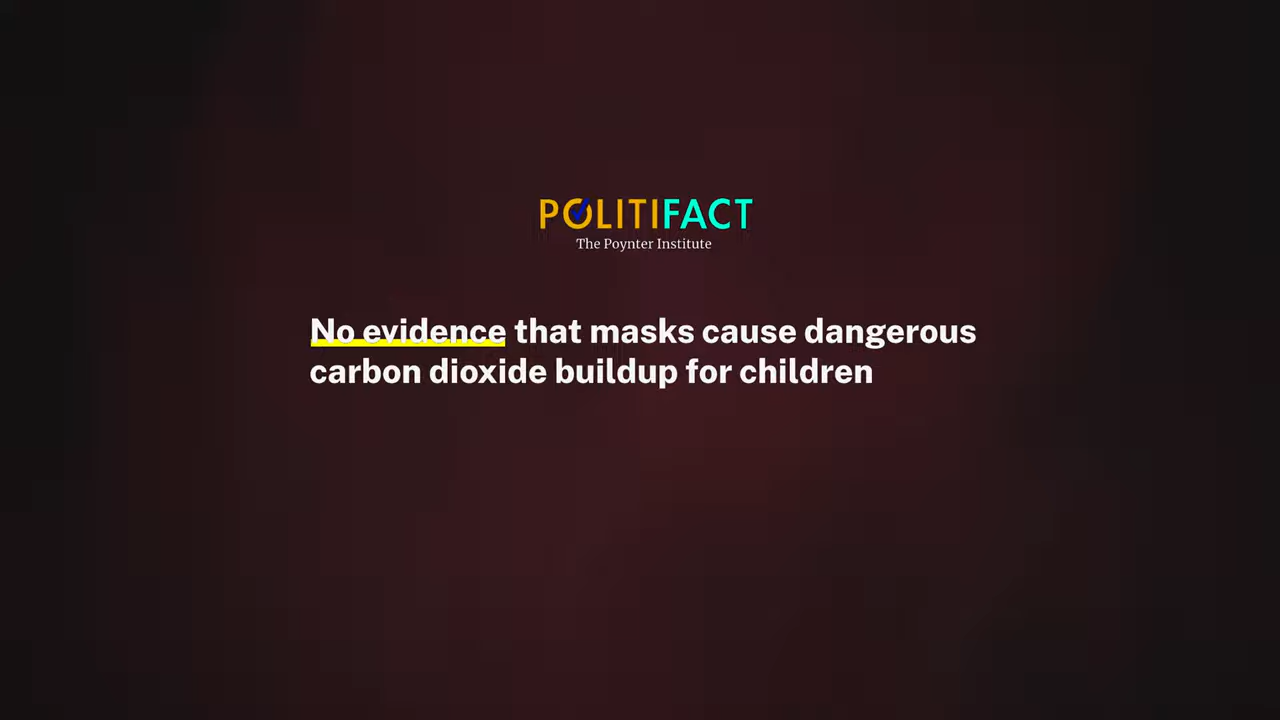 POLITIFACT
The Poynter Institute
No evidence that masks cause dangerous
carbon dioxide buildup for children